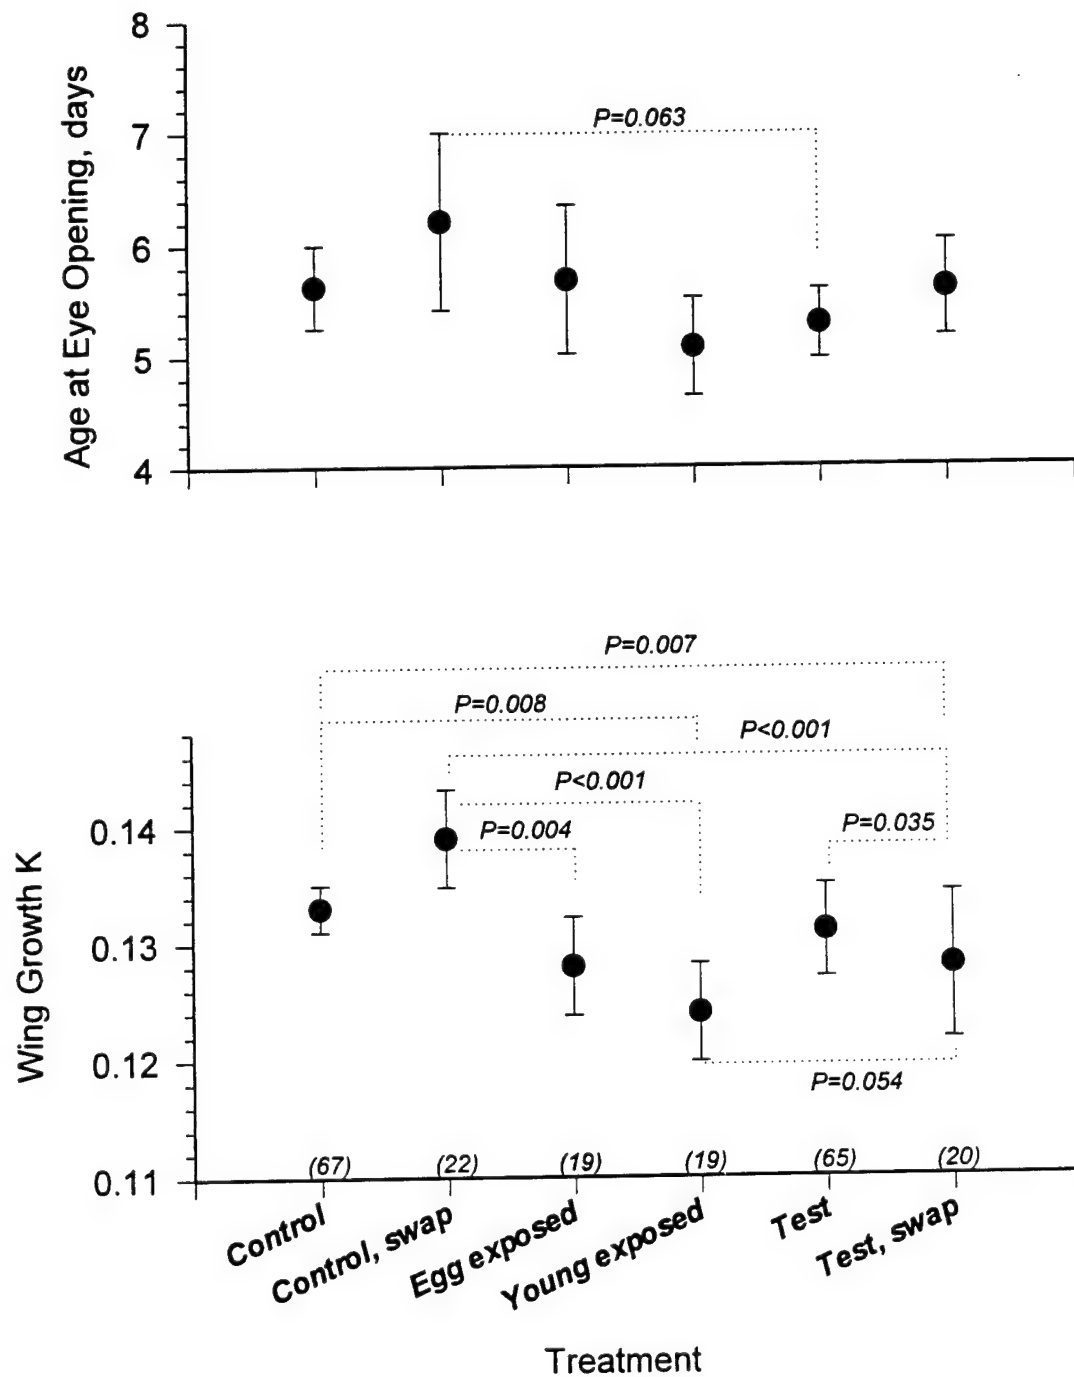 8
P=0.063
7
6
5
4
Age at Eye Opening, days
P=0.007
P=0.008
P<0.001
P<0.001
P=0.004
P=0.035
0.14
0.13
0.12
P=0.054
0.11
Wing Growth K
(67) (22) (19) (19) (65) (20)
Control
Control, swap
Egg exposed
Young exposed
Test
Test, swap
Treatment